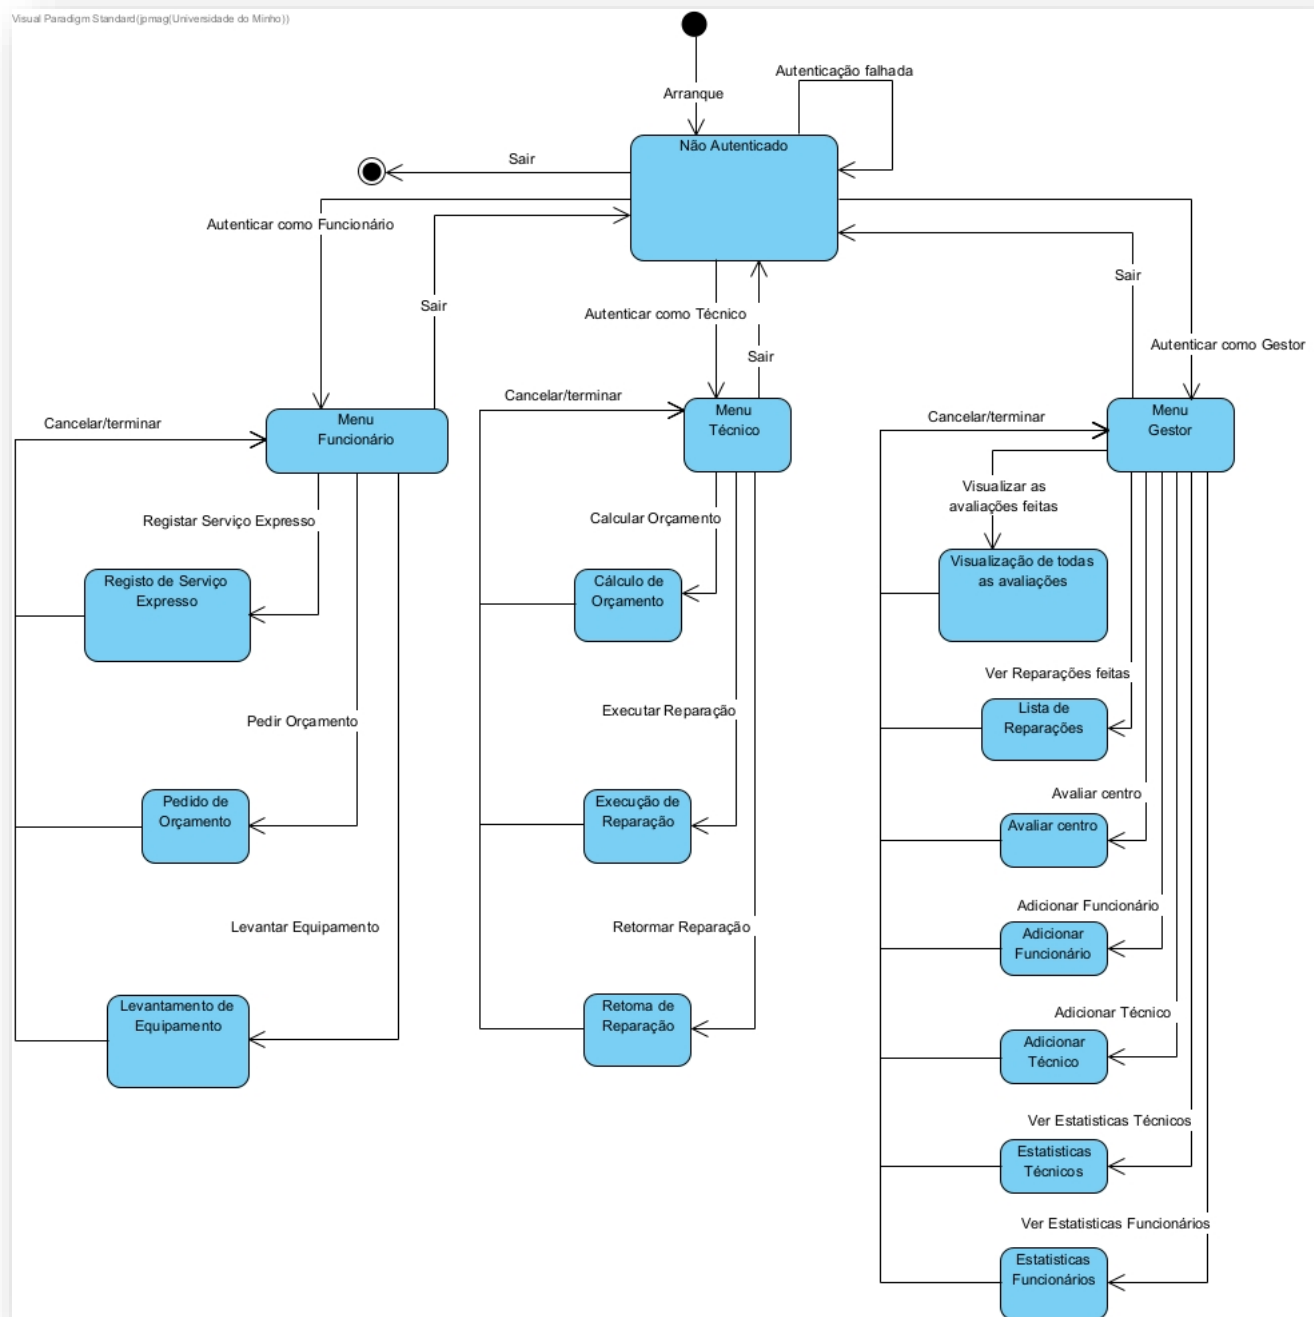 Visual Paradigm Standard(jpmag(Universidade do Minho))
Autenticação falhada
Arranque
Não Autenticado
Sair
Autenticar como Funcionário
Sair
Autenticar como Técnico
Sair
Sair
Autenticar como Gestor
Cancelar/terminar
Menu
Funcionário
Registar Serviço Expresso
Registo de Serviço
Expresso
Pedir Orçamento
Pedido de
Orçamento
Levantar Equipamento
Levantamento de
Equipamento
Cancelar/terminar
Menu
Técnico
Calcular Orçamento
Cálculo de
Orçamento
Executar Reparação
Execução de
Reparação
Retormar Reparação
Retoma de
Reparação
Cancelar/terminar
Menu
Gestor
Visualizar as
avaliações feitas
Visualização de todas
as avaliações
Ver Reparações feitas
Lista de
Reparações
Avaliar centro
Avaliar centro
Adicionar Funcionário
Adicionar
Funcionário
Adicionar Técnico
Adicionar
Técnico
Ver Estatisticas Técnicos
Estatisticas
Técnicos
Ver Estatisticas Funcionários
Estatisticas
Funcionários